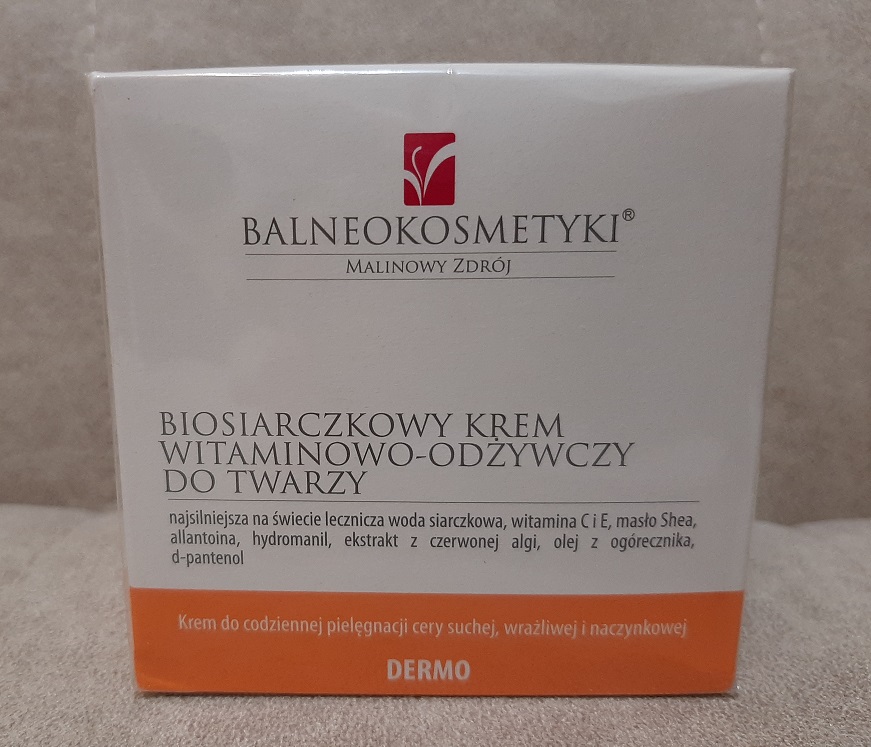 BALNEOKOSMETYKI®
MALINOWY ZDRÓJ
BIOSIARCZKOWY KREM
WITAMINOWO-ODŻYWCZY
DO TWARZY
najsilniejsza na świecie lecznicza woda siarczkowa, witamina C i E, masło Shea,
allantoina, hydromanil, ekstrakt z czerwonej algi, olej z ogórecznika,
d-pantenol
Krem do codziennej pielęgnacji cery suchej, wrażliwej i naczynkowej
DERMO